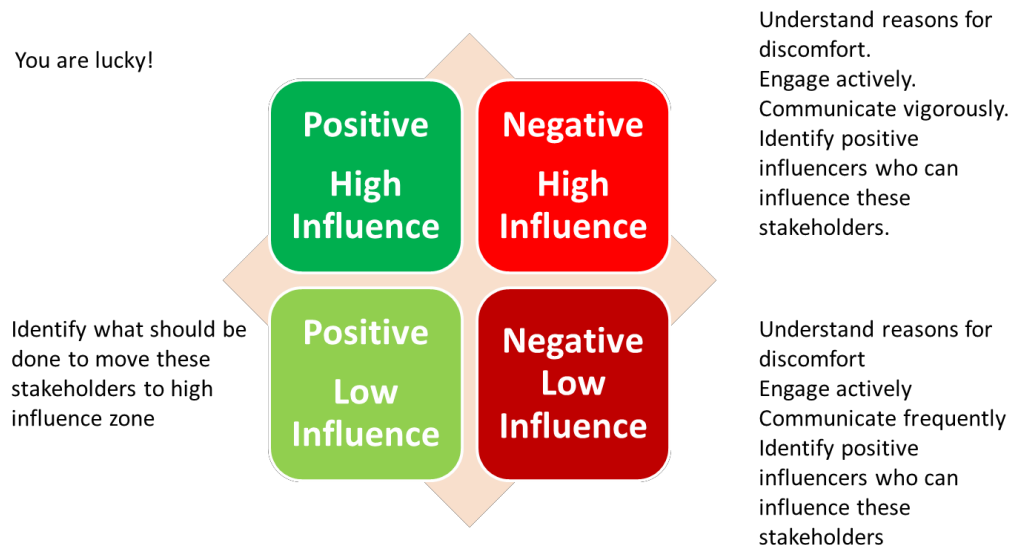 You are lucky!
Positive
High
Influence
Negative
High
Influence
Understand reasons for
discomfort.
Engage actively.
Communicate vigorously.
Identify positive
influencers who can
influence these
stakeholders.
Identify what should be
done to move these
stakeholders to high
influence zone
Positive
Low
Influence
Negative
Low
Influence
Understand reasons for
discomfort
Engage actively
Communicate frequently
Identify positive
influencers who can
influence these
stakeholders